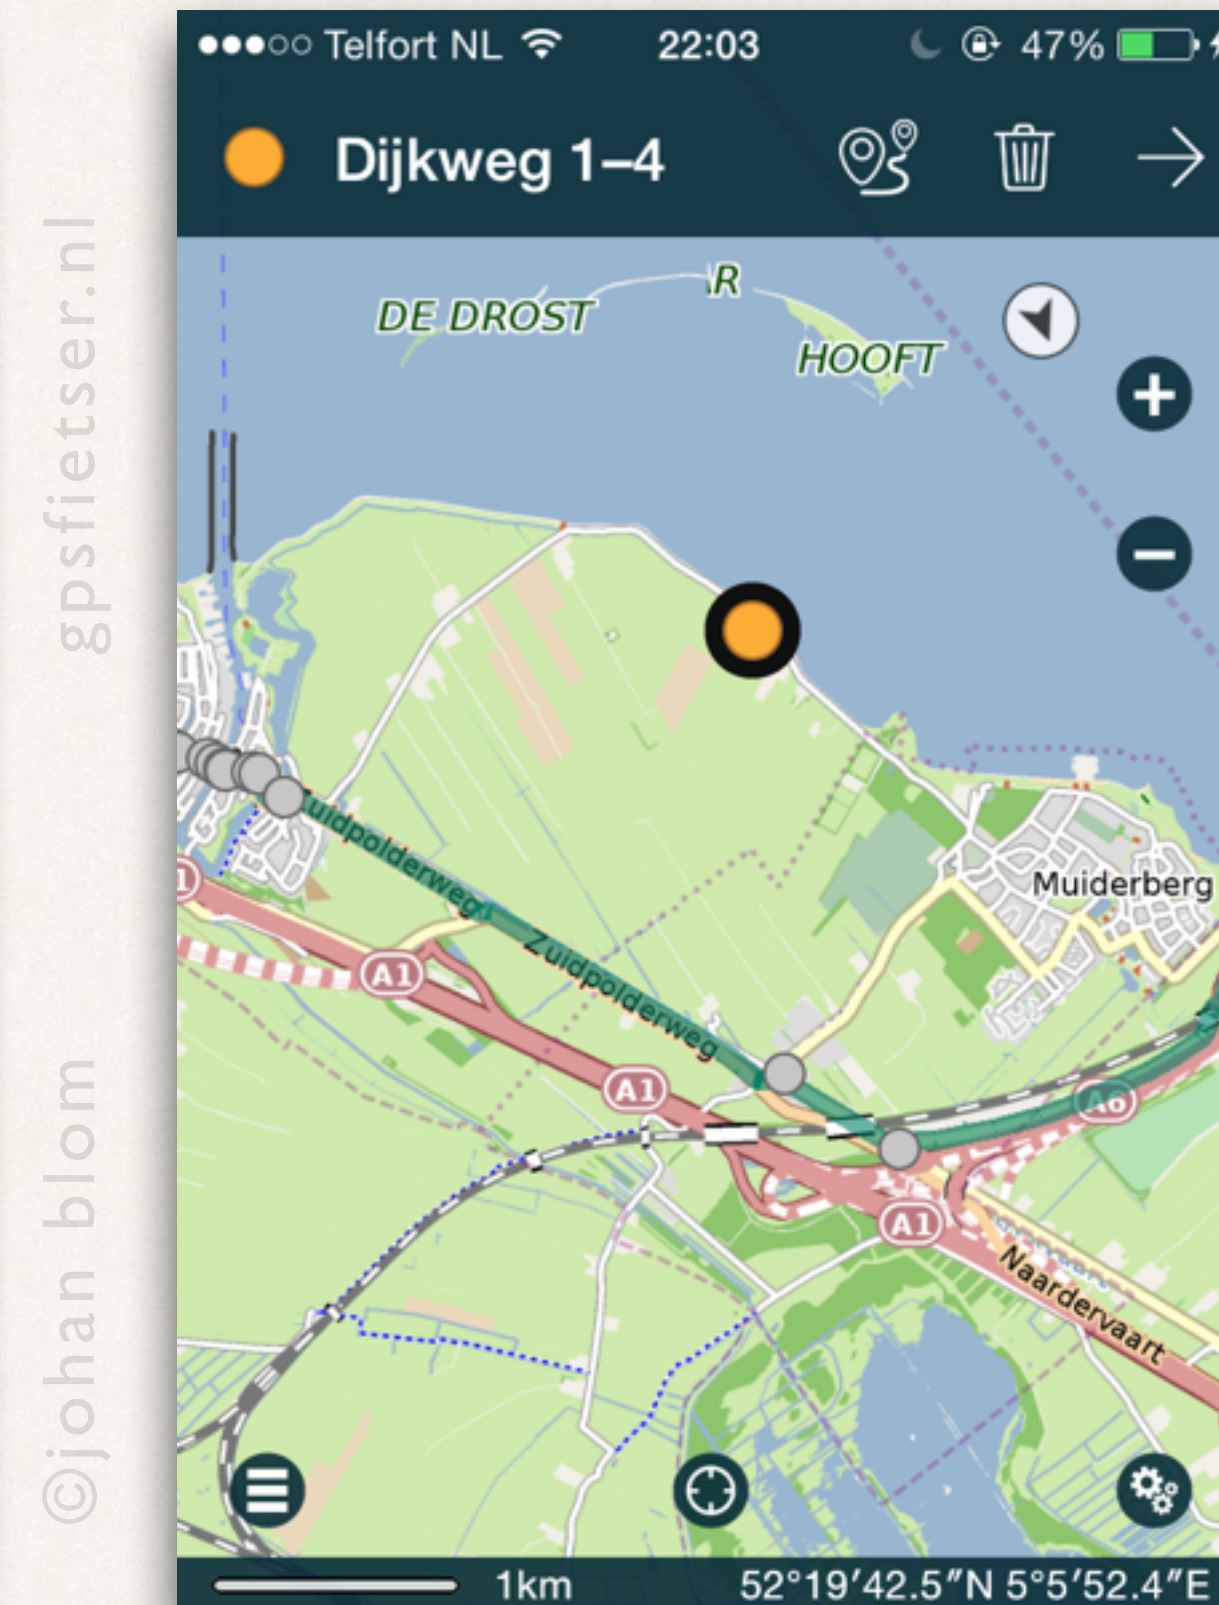 Telfort NL 22:03 47%
Dijkweg 1–4
DE DROST
HOOFT
Zuidpolderweg
Zuidpolderweg
Muiderberg
A1
A1
A6
A1
Naardervaart
1km 52°19′42.5″N 5°5′52.4″E
gpsfietser.nl
©johan blom